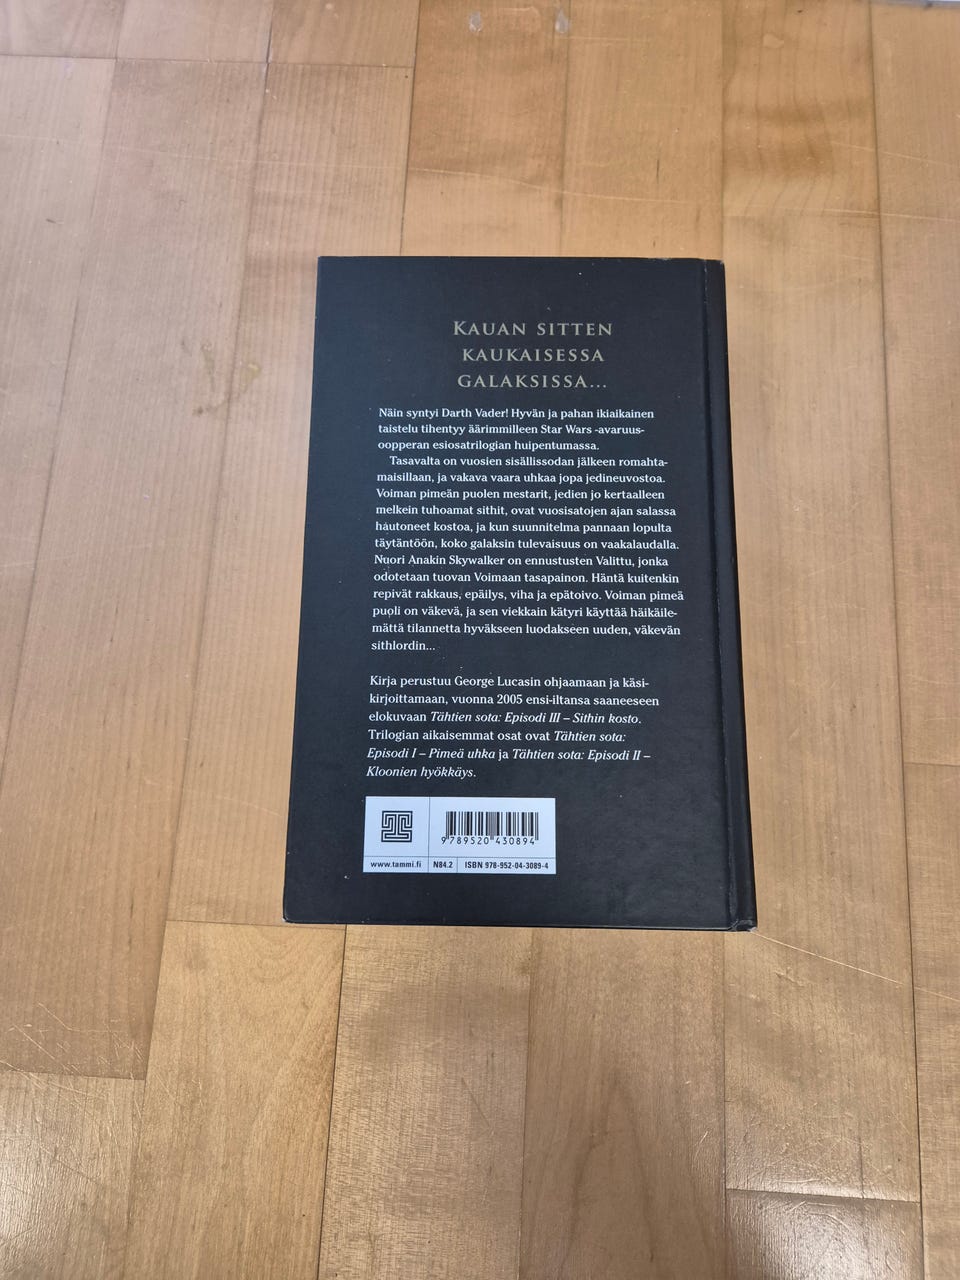 KAUAN SITTEN
KAUKAISESSA
GALAKSISSA...
Näin syntyi Darth Vader! Hyvän ja pahan ikiaikainen
taistelu tihentyy äärimmilleen Star Wars -avaruus-
oopperan esiosatrilogian huipentumassa.
Tasavalta on vuosien sisällissodan jälkeen romahta-
maisillaan, ja vakava vaara uhkaa jopa jedineuvostoa.
Voiman pimeän puolen mestarit, jedien jo kertaalleen
melkein tuhoamat sithit, ovat vuosisatojen ajan salassa
hautoneet kostoa, ja kun suunnitelma pannaan lopulta
täytäntöön, koko galaksin tulevaisuus on vaakalaudalla.
Nuori Anakin Skywalker on ennustusten Valittu, jonka
odotetaan tuovan Voimaan tasapainon. Häntä kuitenkin
repivät rakkaus, epäilys, viha ja epätoivo. Voiman pimeä
puoli on väkevä, ja sen viekkain kätyri käyttää häikäile-
mättä tilannetta hyväkseen luodakseen uuden, väkevän
sithlordin...
Kirja perustuu George Lucasin ohjaamaan ja käsi-
kirjoittamaan, vuonna 2005 ensi-iltansa saaneeseen
elokuvaan Tähtien sota: Episodi III – Sithin kosto.
Trilogian aikaisemmat osat ovat Tähtien sota:
Episodi I – Pimeä uhka ja Tähtien sota: Episodi II –
Kloonien hyökkäys.
9 789520 430894
www.tammi.fi N84.2 ISBN 978-952-04-3089-4